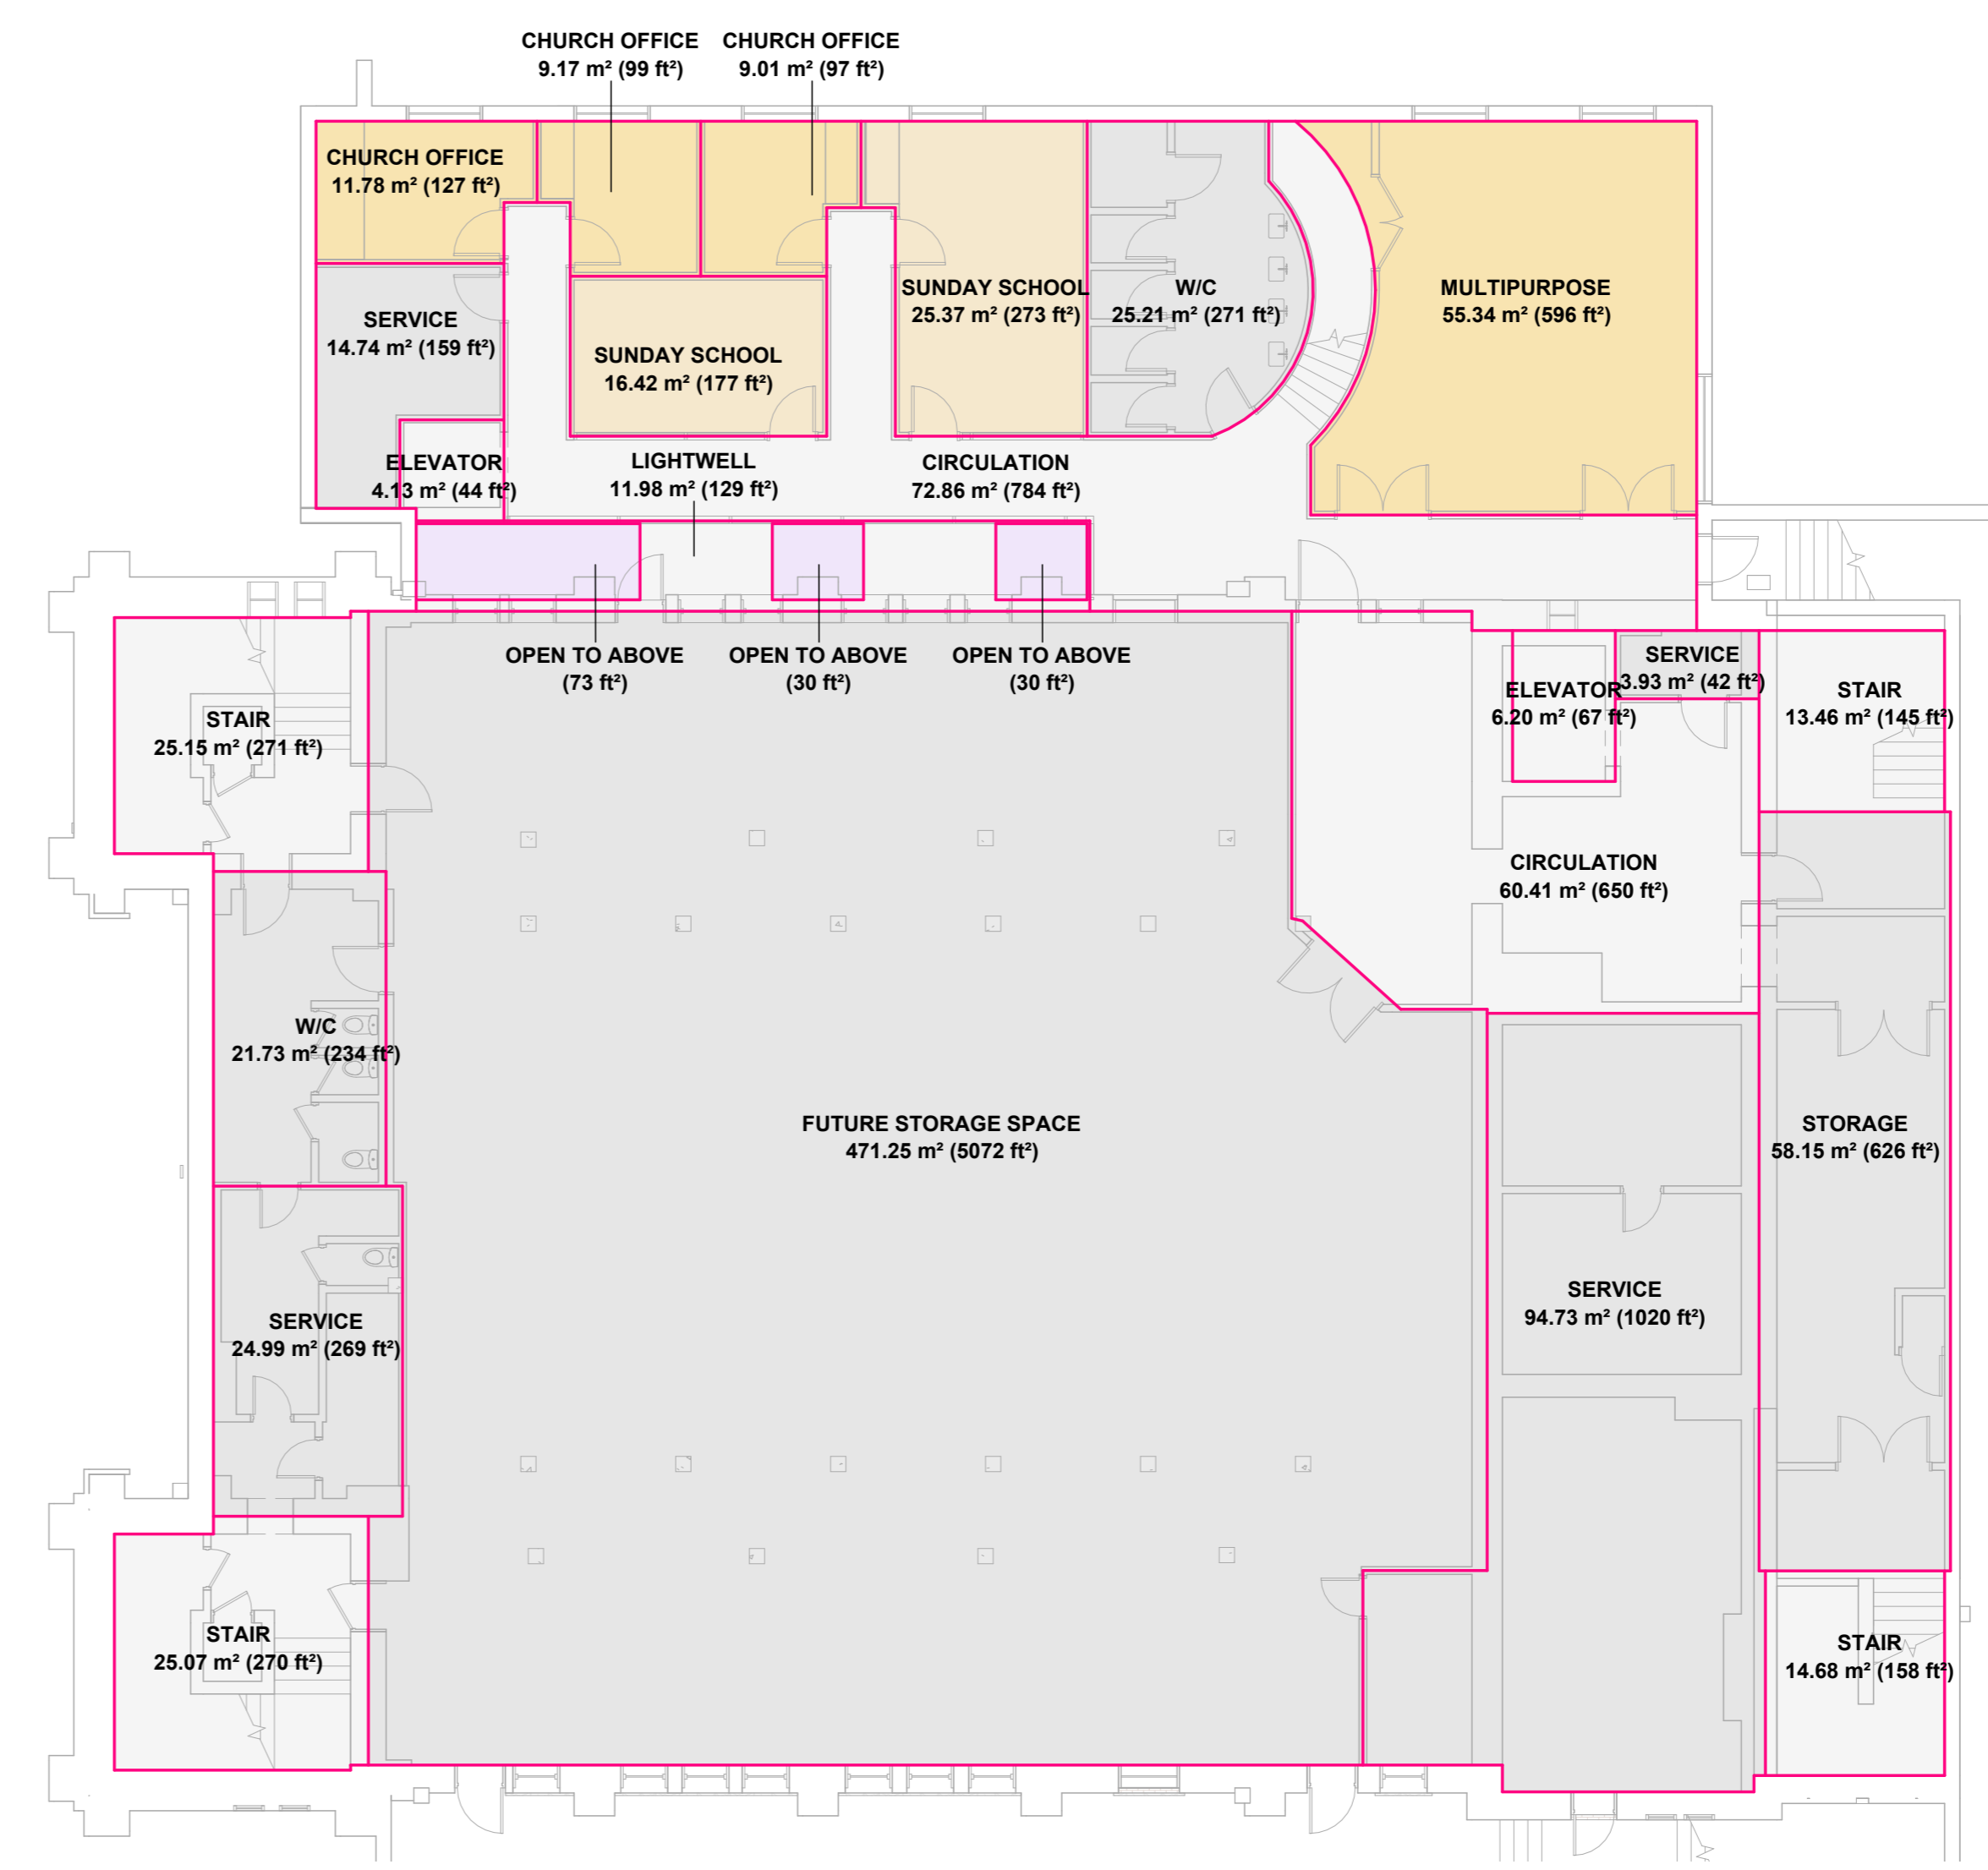 CHURCH OFFICE
9.17 m² (99 ft²)
CHURCH OFFICE
9.01 m² (97 ft²)
CHURCH OFFICE
11.78 m² (127 ft²)
SERVICE
14.74 m² (159 ft²)
SUNDAY SCHOOL
16.42 m² (177 ft²)
SUNDAY SCHOOL
25.37 m² (273 ft²)
W/C
25.21 m² (271 ft²)
MULTIPURPOSE
55.34 m² (596 ft²)
ELEVATOR
4.13 m² (44 ft²)
LIGHTWELL
11.98 m² (129 ft²)
CIRCULATION
72.86 m² (784 ft²)
OPEN TO ABOVE
(73 ft²)
OPEN TO ABOVE
(30 ft²)
OPEN TO ABOVE
(30 ft²)
STAIR
25.15 m² (271 ft²)
ELEVATOR
6.20 m² (67 ft²)
SERVICE
3.93 m² (42 ft²)
STAIR
13.46 m² (145 ft²)
CIRCULATION
60.41 m² (650 ft²)
W/C
21.73 m² (234 ft²)
FUTURE STORAGE SPACE
471.25 m² (5072 ft²)
STORAGE
58.15 m² (626 ft²)
SERVICE
24.99 m² (269 ft²)
SERVICE
94.73 m² (1020 ft²)
STAIR
25.07 m² (270 ft²)
STAIR
14.68 m² (158 ft²)